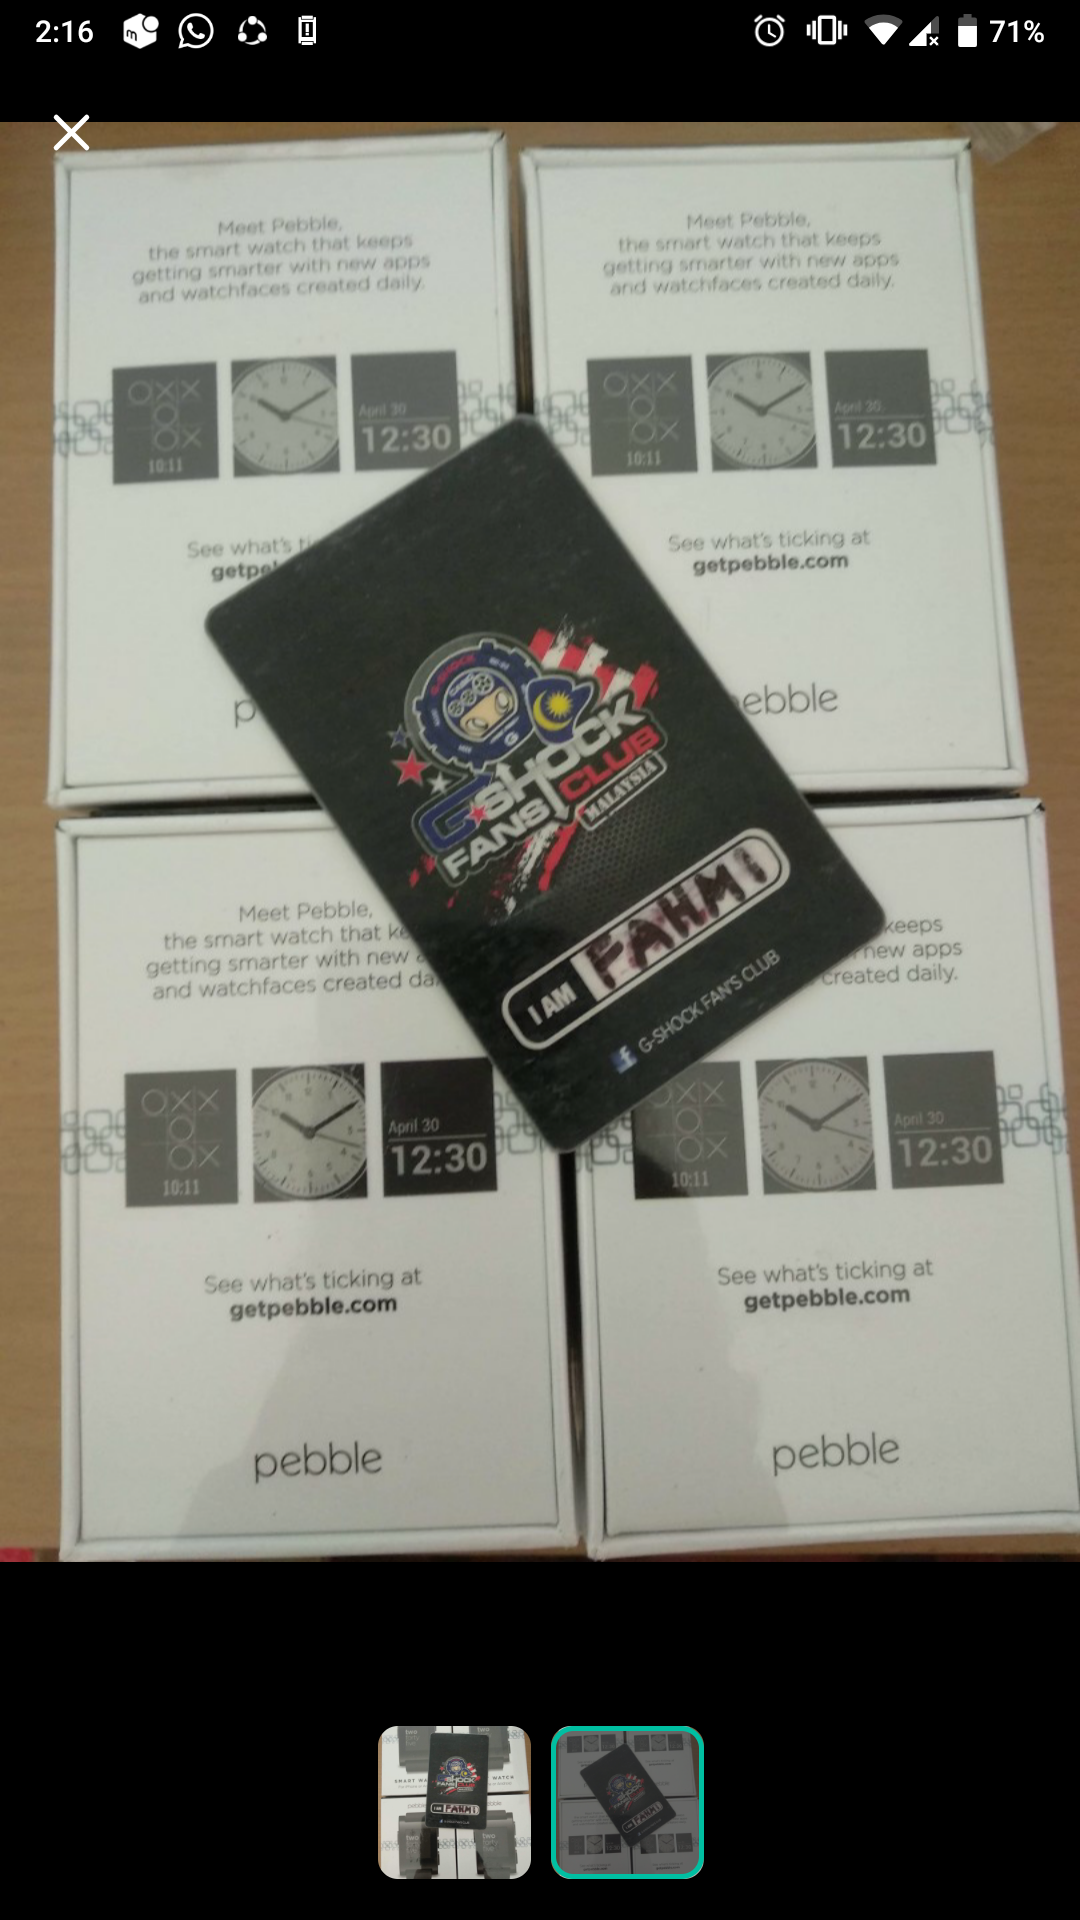 2:16
71%
Meet Pebble,
the smart watch that keeps
getting smarter with new apps
and watchfaces created daily.
10:11
April 30
12:30
See what's
getpe
p
Meet Pebble,
the smart watch that keeps
getting smarter with new apps
and watchfaces created daily.
10:11
April 30
12:30
See what's ticking at
getpebble.com
ebble
G-SHOCK
CASIO
G-SHOCK
FANS CLUB
MALAYSIA
I AM FAHMI
G-SHOCK FAN'S CLUB
Meet Pebble,
the smart watch that ke
getting smarter with new
and watchfaces created da
10:11
April 30
12:30
See what's ticking at
getpebble.com
pebble
keeps
new apps
created daily.
10:11
April 30
12:30
See what's ticking at
getpebble.com
pebble